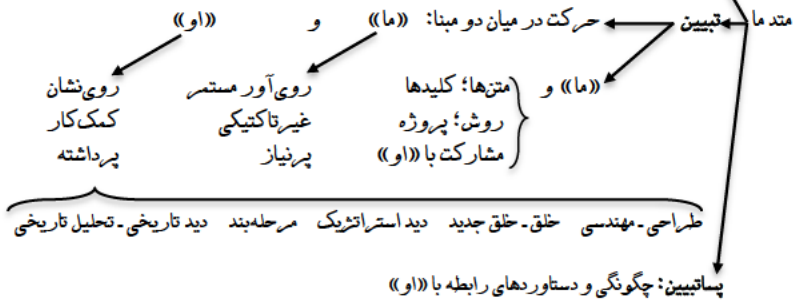 متد ما تبیین حرکت در میان دو مبنا: «ما» و «او»
«ما» و متن‌ها؛ کلیدها روی‌آور مستمر روی‌نشان
روش؛ پروژه غیرتاکتیکی کمک‌کار
مشارکت با «او» پرنیاز پرداشته
طراحی ـ مهندسی خلق ـ خلق جدید دید استراتژیک مرحله‌بند دید تاریخی ـ تحلیل تاریخی
پساتبیین: چگونگی و دستاوردهای رابطه با «او»